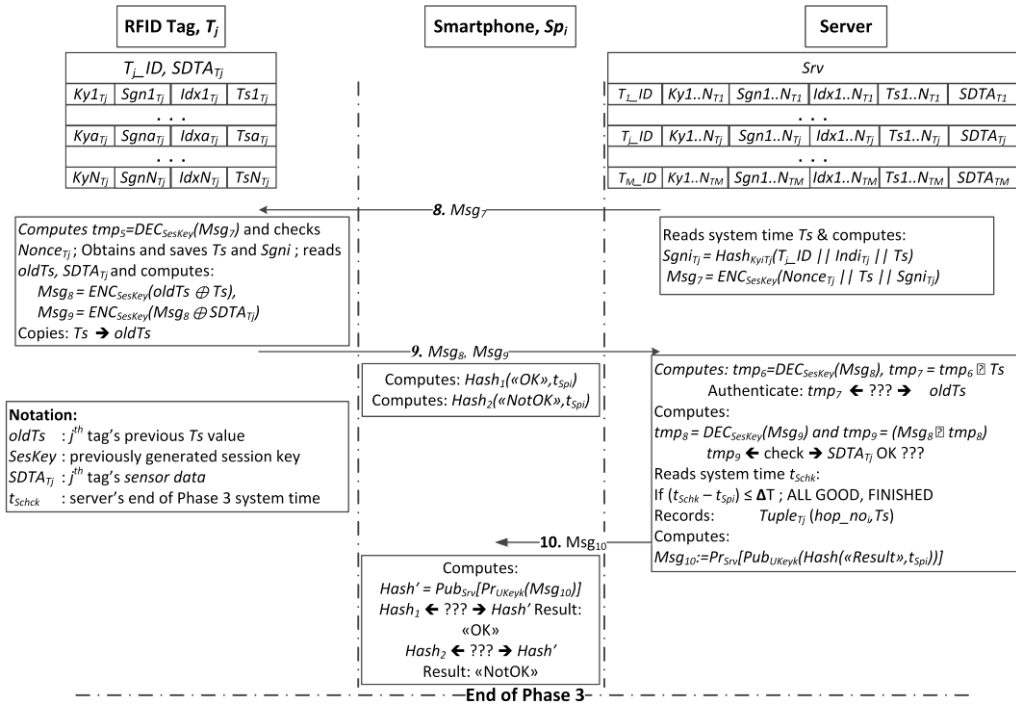 RFID Tag, Tj
Smartphone, Spi
Server
Tj_ID, SDTATj
Ky1Tj Sgn1Tj Idx1Tj Ts1Tj
. . .
KyaTj SgnaTj IdxaTj TsaTj
. . .
KyNTj SgnNTj IdxNTj TsNTj
Srv
T1_ID Ky1..NT1 Sgn1..NT1 Idx1..NT1 Ts1..NT1 SDTAT1
. . .
Tj_ID Ky1..NTj Sgn1..NTj Idx1..NTj Ts1..NTj SDTATj
. . .
TM_ID Ky1..NTM Sgn1..NTM Idx1..NTM Ts1..NTM SDTATM
8. Msg7
Reads system time Ts & computes:
SgniTj = HashKyiTj(Tj_ID || IndiTj || Ts)
Msg7 = ENCSesKey(NonceTj || Ts || SgniTj)
Computes tmp5=DECSesKey(Msg7) and checks
NonceTj ; Obtains and saves Ts and Sgni ; reads
oldTs, SDTATj and computes:
Msg8 = ENCSesKey(oldTs ⊕ Ts),
Msg9 = ENCSesKey(Msg8 ⊕ SDTATj)
Copies: Ts ➔ oldTs
9. Msg8, Msg9
Computes: Hash1(«OK»,tSpi)
Computes: Hash2(«NotOK»,tSpi)
Computes: tmp6=DECSesKey(Msg8), tmp7 = tmp6 ⍰ Ts
Authenticate: tmp7 🡰 ??? ➔ oldTs
Computes:
tmp8 = DECSesKey(Msg9) and tmp9 = (Msg8 ⍰ tmp8)
tmp9 🡰 check ➔ SDTATj OK ???
Reads system time tSchk:
If (tSchk – tSpi) ≤ ΔT ; ALL GOOD, FINISHED
Records: TupleTj (hop_noi,Ts)
Computes:
Msg10:=PrSrv[PubUKeyk(Hash(«Result»,tSpi))]
Notation:
oldTs : jth tag's previous Ts value
SesKey : previously generated session key
SDTATj : jth tag's sensor data
tSchck : server's end of Phase 3 system time
10. Msg10
Computes:
Hash' = PubSrv[PrUKeyk(Msg10)]
Hash1 🡰 ??? ➔ Hash' Result:
«OK»
Hash2 🡰 ??? ➔ Hash'
Result: «NotOK»
End of Phase 3